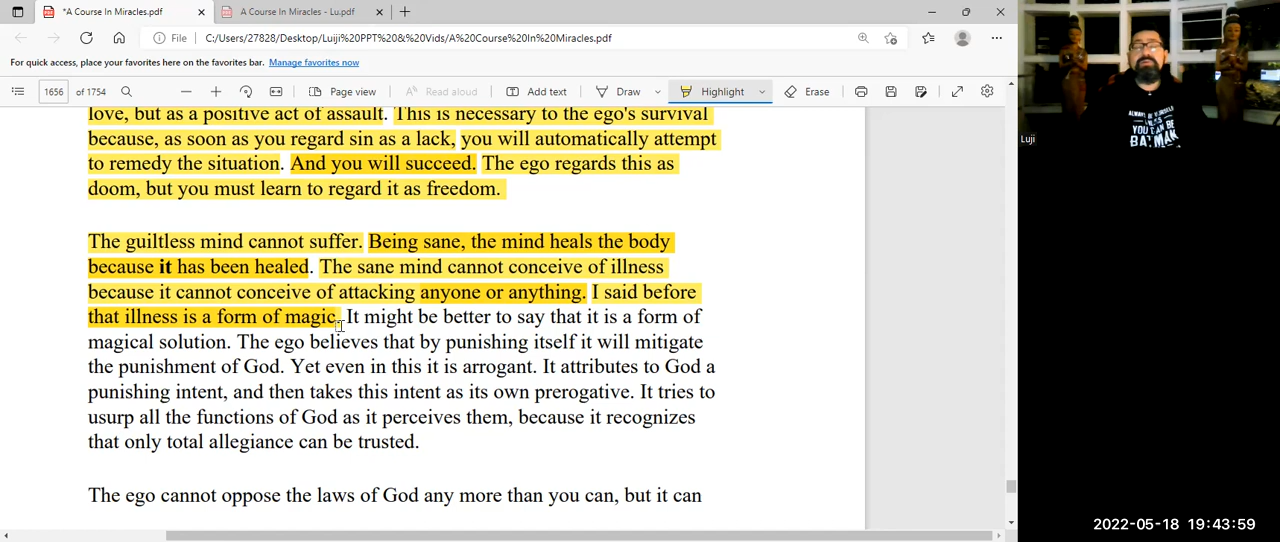 *A Course In Miracles.pdf
A Course In Miracles - Lu.pdf
File
C:/Users/27828/Desktop/Luiji%20PPT%20&%20Vids/A%20Course%20In%20Miracles.pdf
For quick access, place your favorites here on the favorites bar. Manage favorites now
1656 of 1754
Page view
Read aloud
Add text
Draw
Highlight
Erase
love, but as a positive act of assault. This is necessary to the ego's survival
because, as soon as you regard sin as a lack, you will automatically attempt
to remedy the situation. And you will succeed. The ego regards this as
doom, but you must learn to regard it as freedom.
The guiltless mind cannot suffer. Being sane, the mind heals the body
because it has been healed. The sane mind cannot conceive of illness
because it cannot conceive of attacking anyone or anything. I said before
that illness is a form of magic. It might be better to say that it is a form of
magical solution. The ego believes that by punishing itself it will mitigate
the punishment of God. Yet even in this it is arrogant. It attributes to God a
punishing intent, and then takes this intent as its own prerogative. It tries to
usurp all the functions of God as it perceives them, because it recognizes
that only total allegiance can be trusted.
The ego cannot oppose the laws of God any more than you can, but it can
Luji
YOU CAN BE
BATMAN
2022-05-18 19:43:59